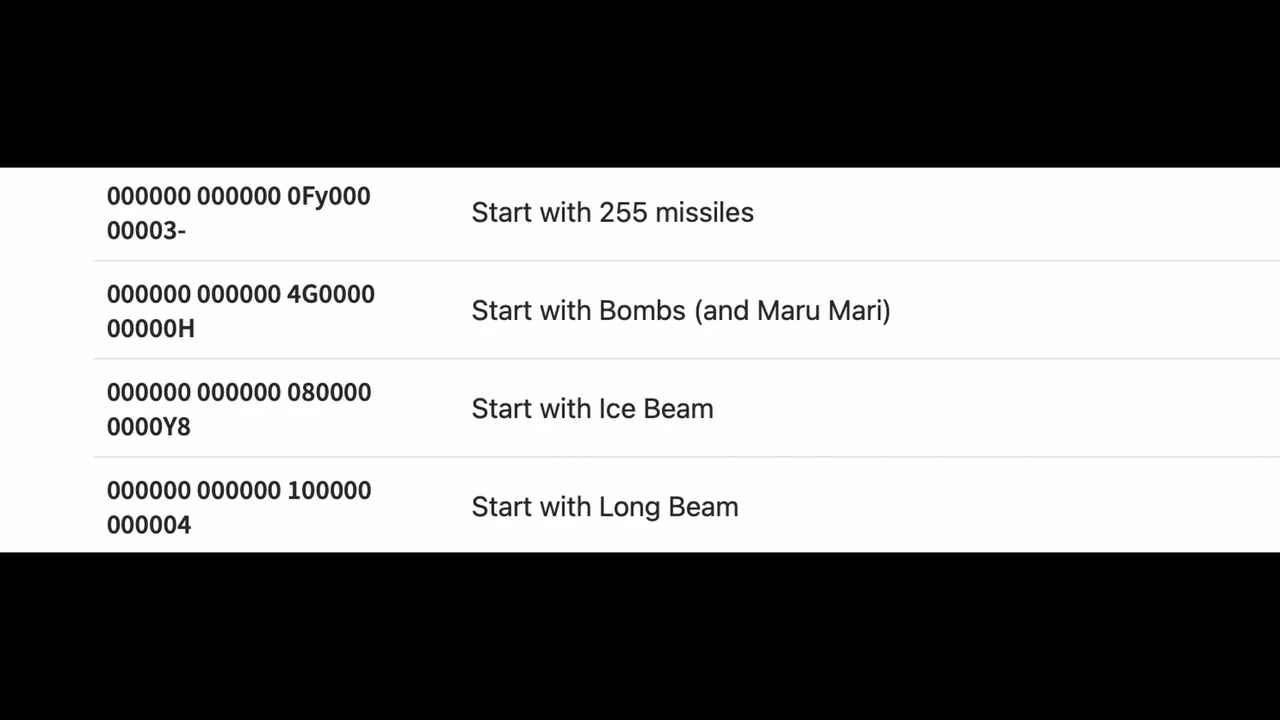 000000 000000 0Fy000
00003-
Start with 255 missiles
000000 000000 4G0000
00000H
Start with Bombs (and Maru Mari)
000000 000000 080000
0000Y8
Start with Ice Beam
000000 000000 100000
000004
Start with Long Beam